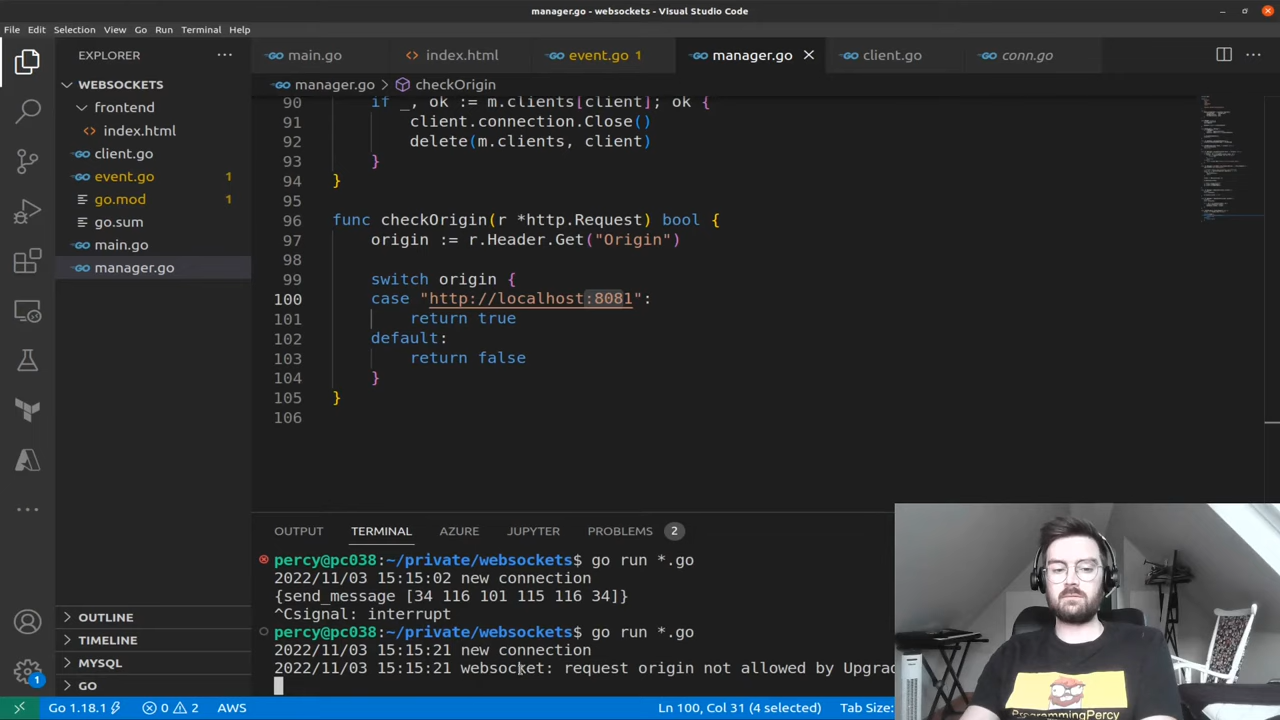 manager.go - websockets - Visual Studio Code
File Edit Selection View Go Run Terminal Help
EXPLORER
main.go
index.html
event.go 1
manager.go
client.go
conn.go
WEBSOCKETS
manager.go > checkOrigin
frontend
index.html
client.go
event.go 1
go.mod 1
go.sum
main.go
manager.go
90 if _, ok := m.clients[client]; ok {
91 client.connection.Close()
92 delete(m.clients, client)
93 }
94 }
95
96 func checkOrigin(r *http.Request) bool {
97 origin := r.Header.Get("Origin")
98
99 switch origin {
100 case "http://localhost:8081":
101 return true
102 default:
103 return false
104 }
105 }
106
OUTPUT TERMINAL AZURE JUPYTER PROBLEMS 2
percy@pc038:~/private/websockets$ go run *.go
2022/11/03 15:15:02 new connection
{send_message [34 116 101 115 116 34]}
^Csignal: interrupt
percy@pc038:~/private/websockets$ go run *.go
2022/11/03 15:15:21 new connection
2022/11/03 15:15:21 websocket: request origin not allowed by Upgrad
OUTLINE
TIMELINE
MYSQL
GO
1
ProgrammingPercy
Go 1.18.1 0 2 AWS
Ln 100, Col 31 (4 selected) Tab Size: